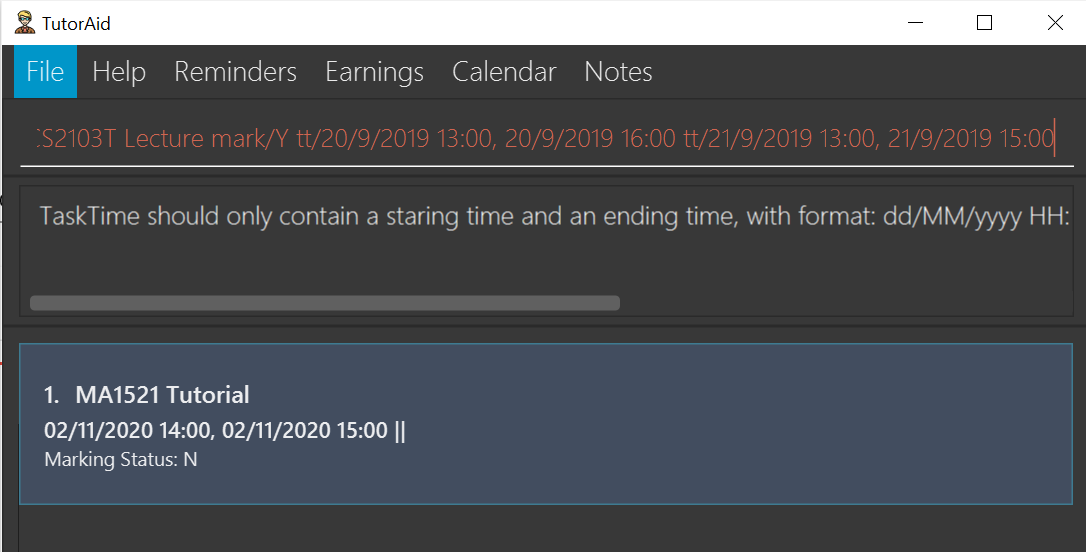 TutorAid
File Help Reminders Earnings Calendar Notes
CS2103T Lecture mark/Y tt/20/9/2019 13:00, 20/9/2019 16:00 tt/21/9/2019 13:00, 21/9/2019 15:00
TaskTime should only contain a staring time and an ending time, with format: dd/MM/yyyy HH:
1. MA1521 Tutorial
02/11/2020 14:00, 02/11/2020 15:00 ||
Marking Status: N